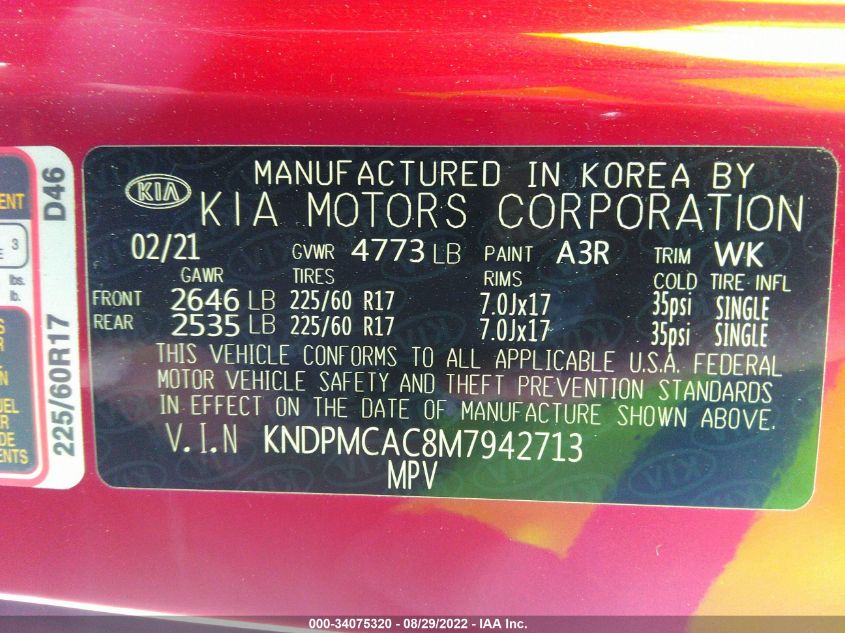 MANUFACTURED IN KOREA BY
KIA KIA MOTORS CORPORATION
02/21 GVWR 4773 LB PAINT A3R TRIM WK
GAWR TIRES RIMS COLD TIRE INFL
FRONT 2646 LB 225/60 R17 7.0Jx17 35psi SINGLE
REAR 2535 LB 225/60 R17 7.0Jx17 35psi SINGLE
THIS VEHICLE CONFORMS TO ALL APPLICABLE U.S.A. FEDERAL
MOTOR VEHICLE SAFETY AND THEFT PREVENTION STANDARDS
IN EFFECT ON THE DATE OF MANUFACTURE SHOWN ABOVE.
V.I.N KNDPMCAC8M7942713
MPV
225/60R17 D46
3
lbs.
lb.
000-34075320 - 08/29/2022 - IAA Inc.